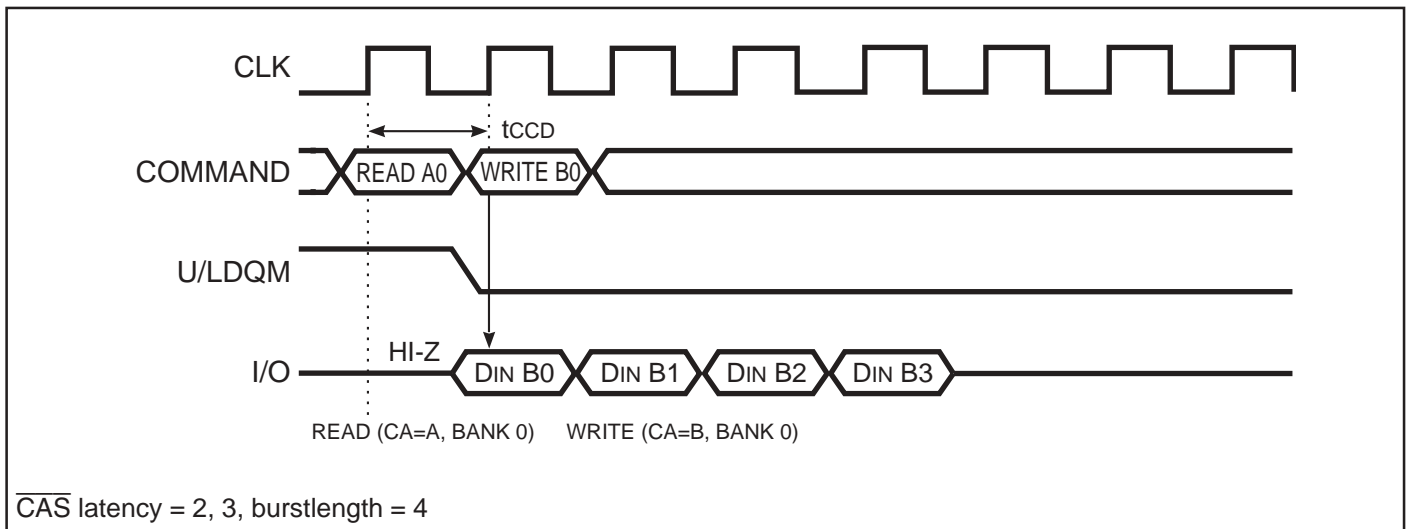 CLK
tCCD
COMMAND READ A0 WRITE B0
U/LDQM
HI-Z
I/O DIN B0 DIN B1 DIN B2 DIN B3
READ (CA=A, BANK 0) WRITE (CA=B, BANK 0)
CAS latency = 2, 3, burstlength = 4